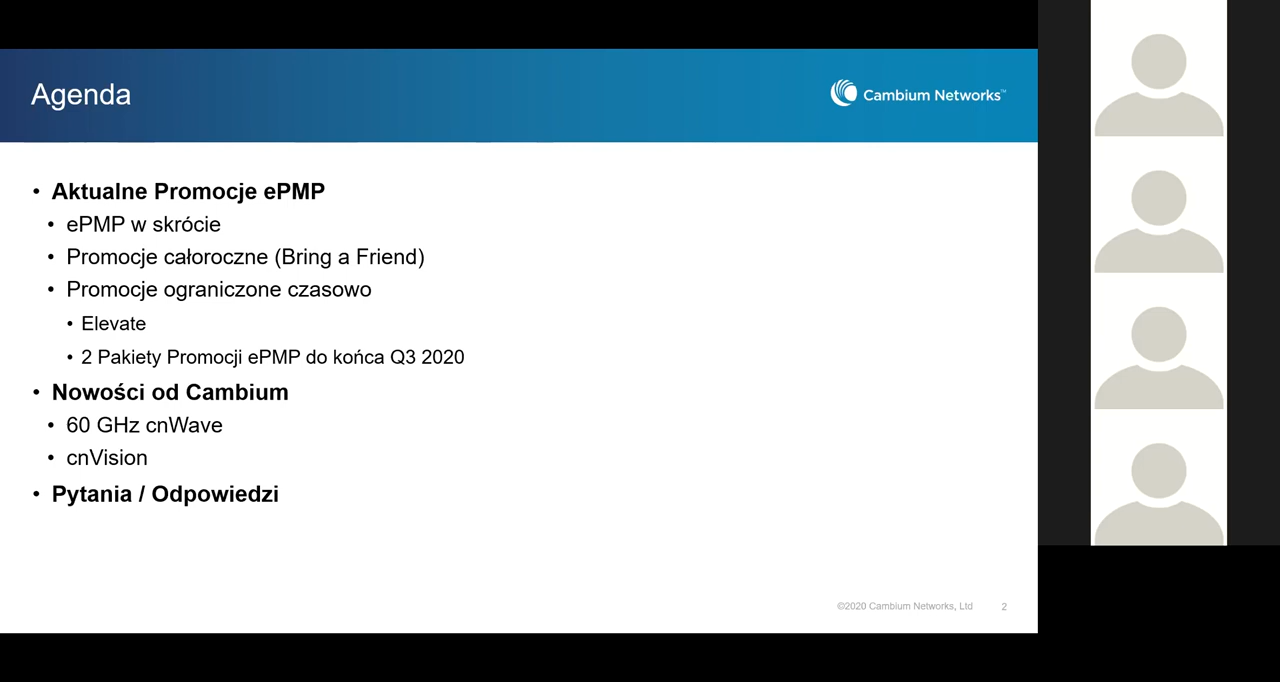 Agenda
Cambium Networks™
• Aktualne Promocje ePMP
• ePMP w skrócie
• Promocje całoroczne (Bring a Friend)
• Promocje ograniczone czasowo
• Elevate
• 2 Pakiety Promocji ePMP do końca Q3 2020
• Nowości od Cambium
• 60 GHz cnWave
• cnVision
• Pytania / Odpowiedzi
©2020 Cambium Networks, Ltd 2